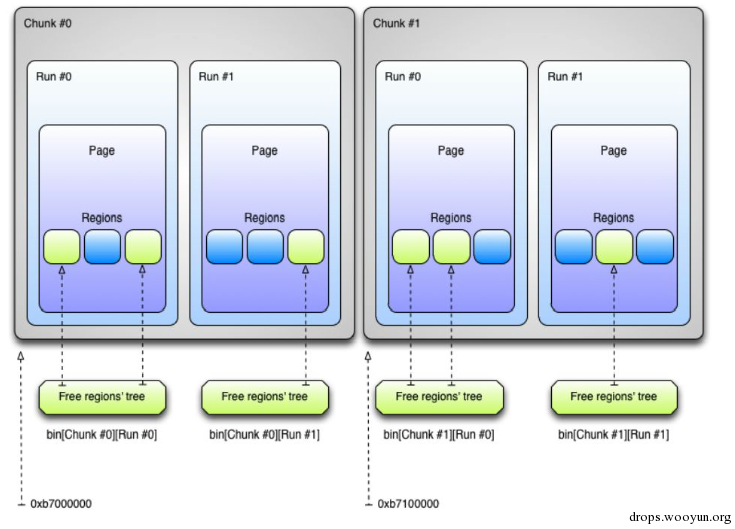 Chunk #0
Chunk #1
Run #0
Run #1
Run #0
Run #1
Page
Page
Page
Page
Regions
Regions
Regions
Regions
Free regions' tree
Free regions' tree
Free regions' tree
Free regions' tree
bin[Chunk #0][Run #0]
bin[Chunk #0][Run #1]
bin[Chunk #1][Run #0]
bin[Chunk #1][Run #1]
0xb7000000
0xb7100000
drops.wooyun.org